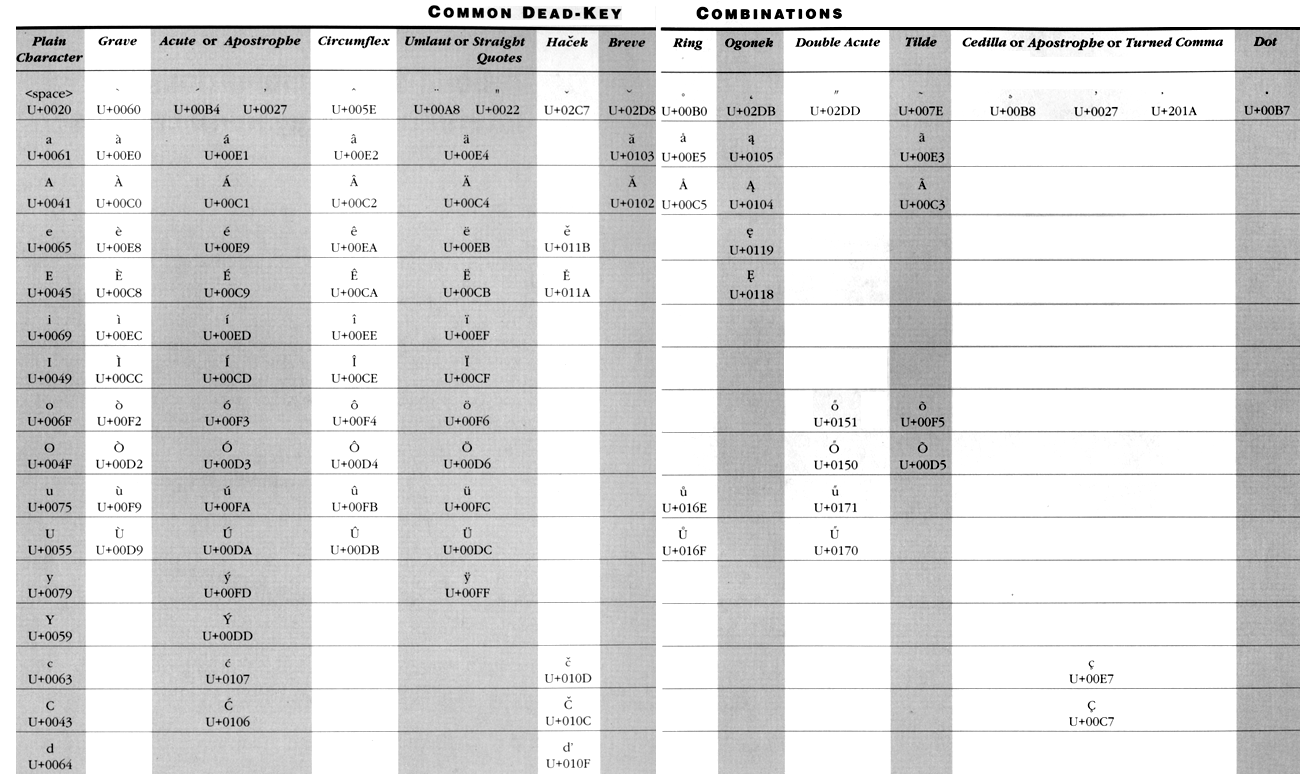 COMMON DEAD-KEY COMBINATIONS
Plain Character Grave Acute or Apostrophe Circumflex Umlaut or Straight Quotes Haček Breve Ring Ogonek Double Acute Tilde Cedilla or Apostrophe or Turned Comma Dot
<space> ` ´ ' ^ ¨ " ˇ ˘ ° ˛ ˝ ~ ¸ ' ‚ ·
U+0020 U+0060 U+00B4 U+0027 U+005E U+00A8 U+0022 U+02C7 U+02D8 U+00B0 U+02DB U+02DD U+007E U+00B8 U+0027 U+201A U+00B7
a à á â ä ă å ą ã
U+0061 U+00E0 U+00E1 U+00E2 U+00E4 U+0103 U+00E5 U+0105 U+00E3
A À Á Â Ä Ă Å Ą Ã
U+0041 U+00C0 U+00C1 U+00C2 U+00C4 U+0102 U+00C5 U+0104 U+00C3
e è é ê ë ě ę
U+0065 U+00E8 U+00E9 U+00EA U+00EB U+011B U+0119
E È É Ê Ë Ě Ę
U+0045 U+00C8 U+00C9 U+00CA U+00CB U+011A U+0118
i ì í î ï
U+0069 U+00EC U+00ED U+00EE U+00EF
I Ì Í Î Ï
U+0049 U+00CC U+00CD U+00CE U+00CF
o ò ó ô ö ő õ
U+006F U+00F2 U+00F3 U+00F4 U+00F6 U+0151 U+00F5
O Ò Ó Ô Ö Ő Õ
U+004F U+00D2 U+00D3 U+00D4 U+00D6 U+0150 U+00D5
u ù ú û ü ů ű
U+0075 U+00F9 U+00FA U+00FB U+00FC U+016E U+0171
U Ù Ú Û Ü Ů Ű
U+0055 U+00D9 U+00DA U+00DB U+00DC U+016F U+0170
y ý ÿ
U+0079 U+00FD U+00FF
Y Ý
U+0059 U+00DD
c ć č ç
U+0063 U+0107 U+010D U+00E7
C Ć Č Ç
U+0043 U+0106 U+010C U+00C7
d ď
U+0064 U+010F